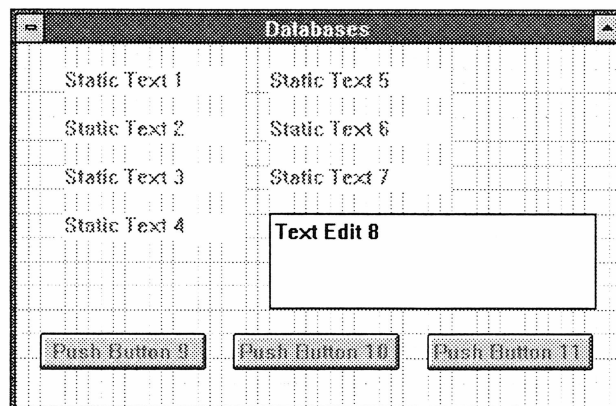 Databases
Static Text 1 Static Text 5
Static Text 2 Static Text 6
Static Text 3 Static Text 7
Static Text 4 Text Edit 8
Push Button 9 Push Button 10 Push Button 11